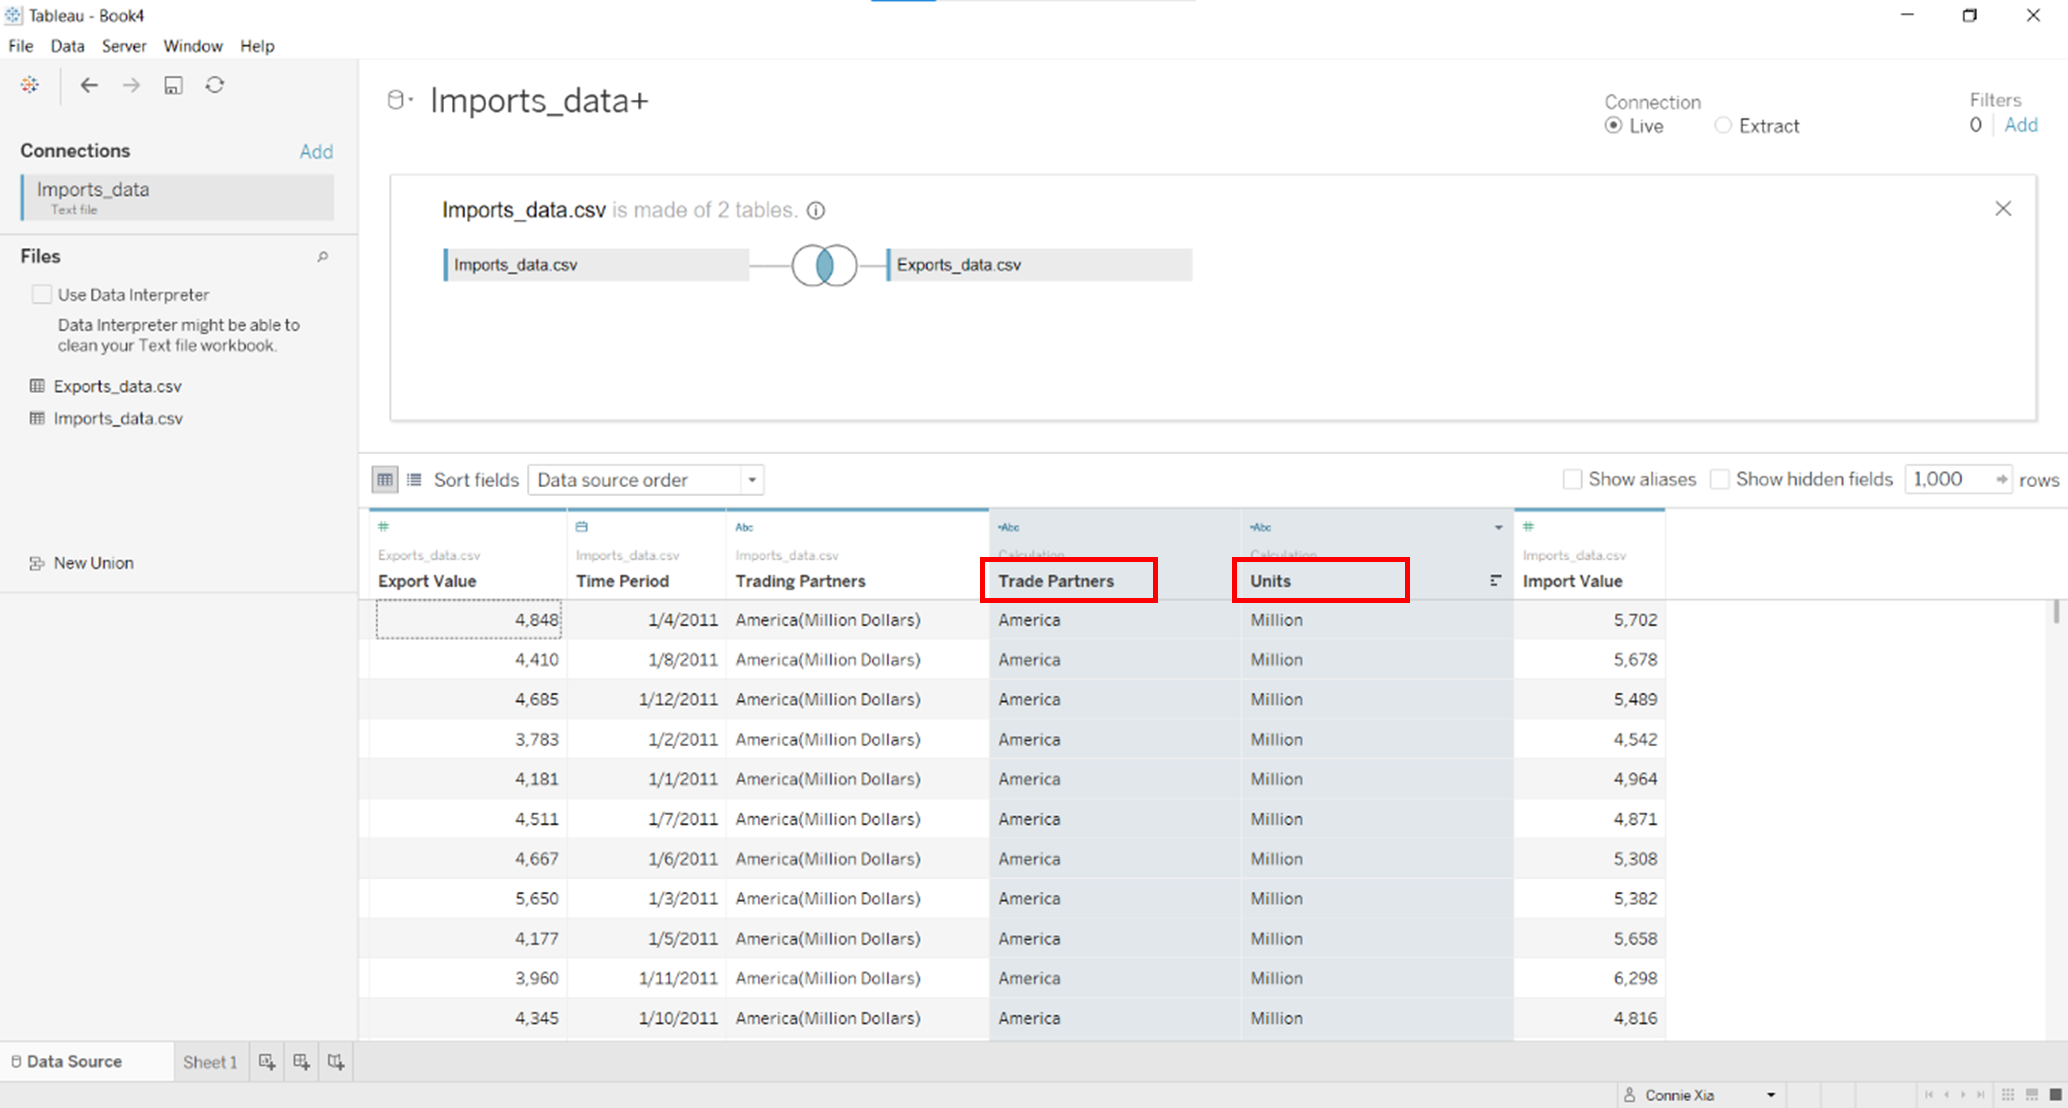 Tableau - Book4
File Data Server Window Help
Connections Add
Imports_data
Text file
Files
Use Data Interpreter
Data Interpreter might be able to
clean your Text file workbook.
Exports_data.csv
Imports_data.csv
New Union
Imports_data+
Connection
Live Extract
Filters
0 Add
Imports_data.csv is made of 2 tables.
Imports_data.csv Exports_data.csv
Sort fields Data source order Show aliases Show hidden fields 1,000 rows
# Abc Abc Abc #
Exports_data.csv Imports_data.csv Imports_data.csv Calculation Calculation Imports_data.csv
Export Value Time Period Trading Partners Trade Partners Units Import Value
4,848 1/4/2011 America(Million Dollars) America Million 5,702
4,410 1/8/2011 America(Million Dollars) America Million 5,678
4,685 1/12/2011 America(Million Dollars) America Million 5,489
3,783 1/2/2011 America(Million Dollars) America Million 4,542
4,181 1/1/2011 America(Million Dollars) America Million 4,964
4,511 1/7/2011 America(Million Dollars) America Million 4,871
4,667 1/6/2011 America(Million Dollars) America Million 5,308
5,650 1/3/2011 America(Million Dollars) America Million 5,382
4,177 1/5/2011 America(Million Dollars) America Million 5,658
3,960 1/11/2011 America(Million Dollars) America Million 6,298
4,345 1/10/2011 America(Million Dollars) America Million 4,816
Data Source Sheet 1
Connie Xia